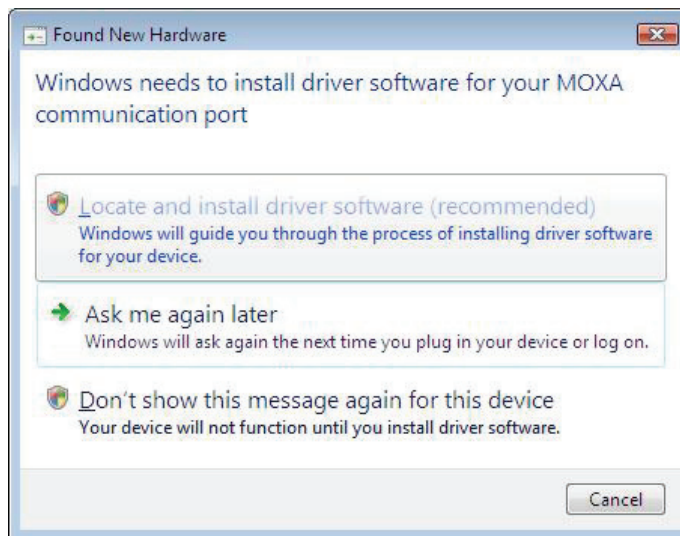 Found New Hardware
Windows needs to install driver software for your MOXA
communication port
Locate and install driver software (recommended)
Windows will guide you through the process of installing driver software
for your device.
Ask me again later
Windows will ask again the next time you plug in your device or log on.
Don't show this message again for this device
Your device will not function until you install driver software.
Cancel